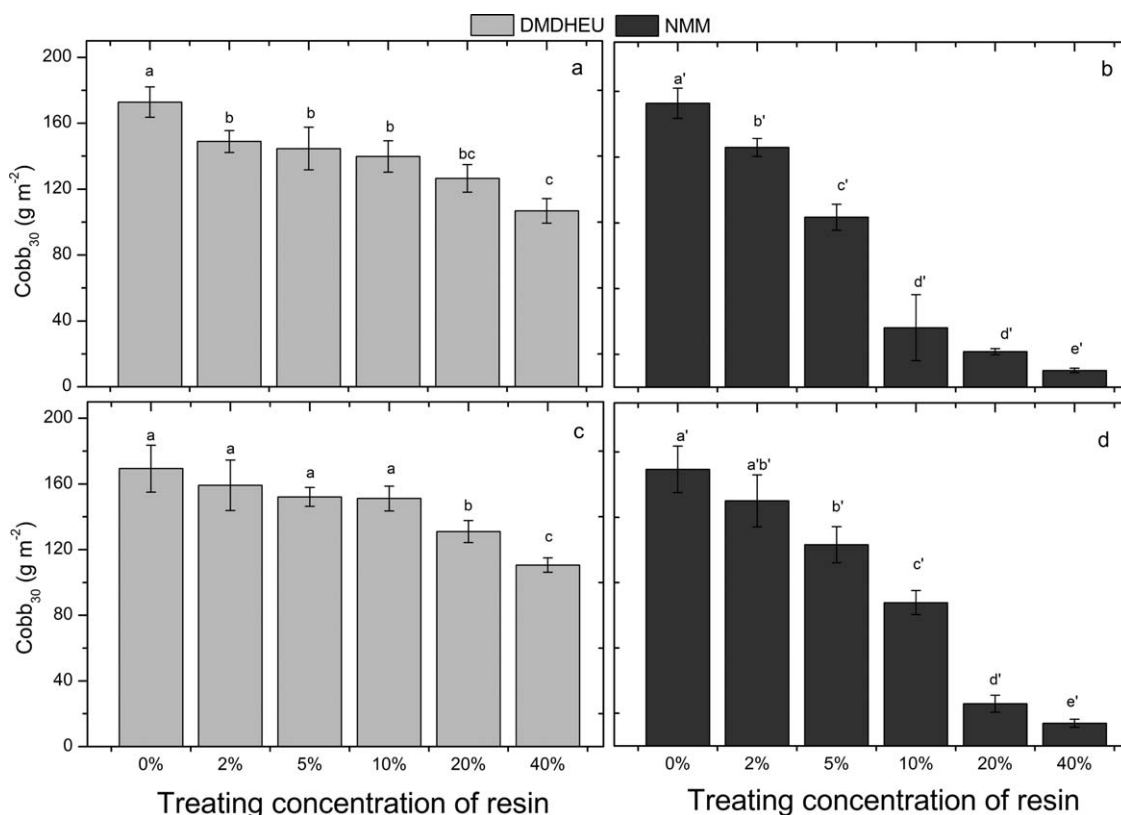 DMDHEU NMM
200
160
120
80
40
0
Cobb30 (g m-2)
a
a
b
b
b
bc
c
b
a'
b'
c'
d'
d'
e'
200
160
120
80
40
0
Cobb30 (g m-2)
c
a
a
a
a
b
c
d
a'
a'b'
b'
c'
d'
e'
0% 2% 5% 10% 20% 40%
0% 2% 5% 10% 20% 40%
Treating concentration of resin
Treating concentration of resin